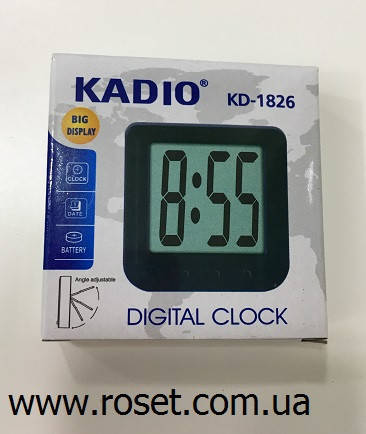 KADIO® KD-1826
BIG
DISPLAY
CLOCK
DATE
BATTERY
Angle adjustable
8:55
DIGITAL CLOCK
www.roset.com.ua